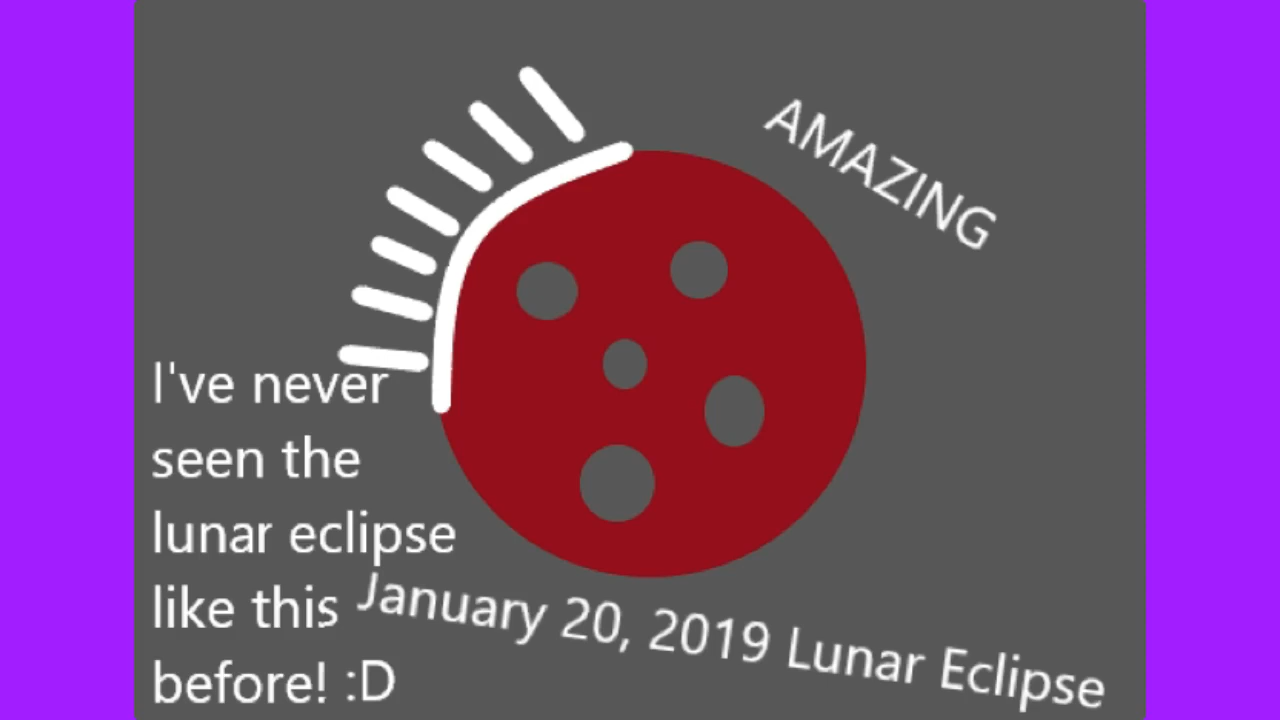 AMAZING
I've never
seen the
lunar eclipse
like this
before! :D
January 20, 2019 Lunar Eclipse